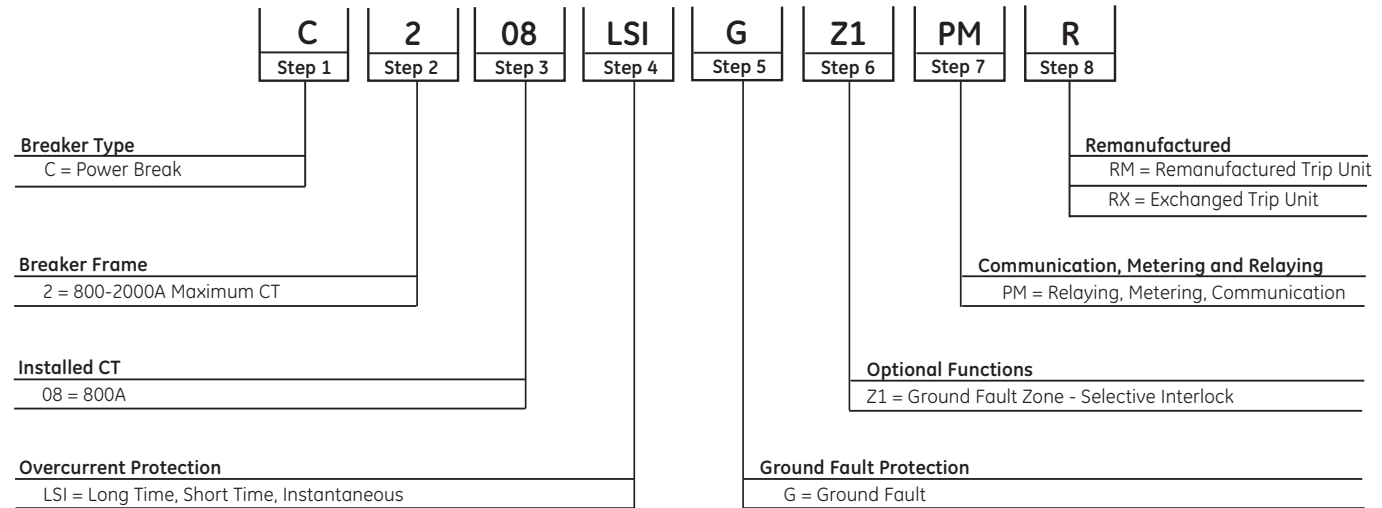 C 2 08 LSI G Z1 PM R
Step 1 Step 2 Step 3 Step 4 Step 5 Step 6 Step 7 Step 8
Breaker Type
C = Power Break
Remanufactured
RM = Remanufactured Trip Unit
RX = Exchanged Trip Unit
Breaker Frame
2 = 800-2000A Maximum CT
Communication, Metering and Relaying
PM = Relaying, Metering, Communication
Installed CT
08 = 800A
Optional Functions
Z1 = Ground Fault Zone - Selective Interlock
Overcurrent Protection
LSI = Long Time, Short Time, Instantaneous
Ground Fault Protection
G = Ground Fault